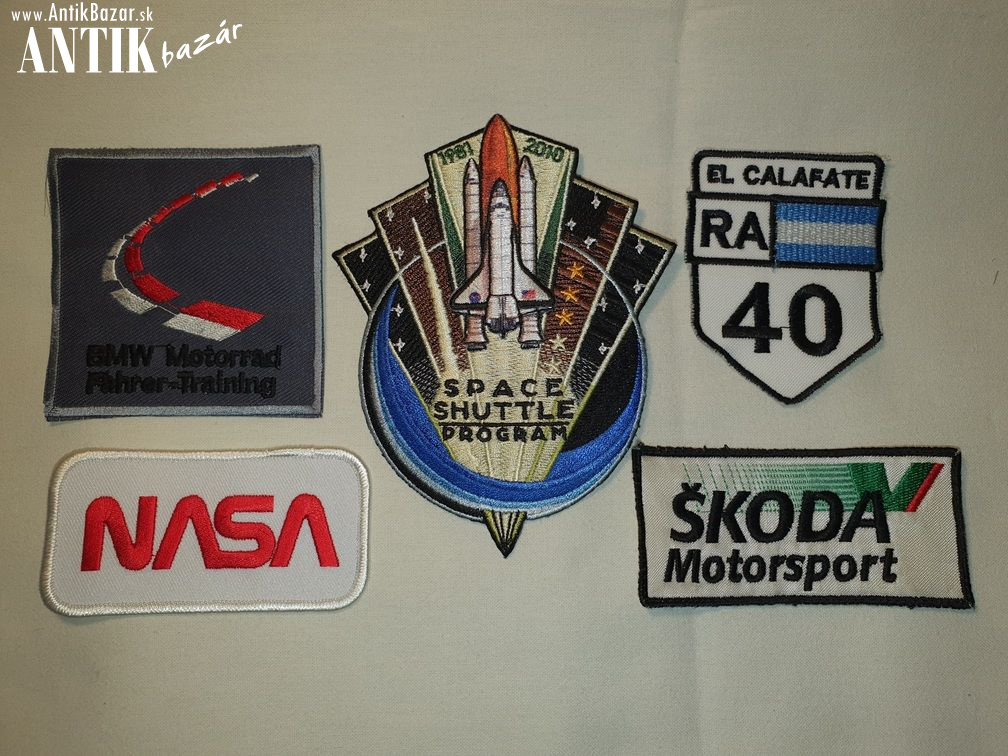 www.AntikBazar.sk
ANTIK bazár
BMW Motorrad
Fahrer-Training
1981 2010
SPACE
SHUTTLE
PROGRAM
EL CALAFATE
RA
40
NASA
ŠKODA
Motorsport